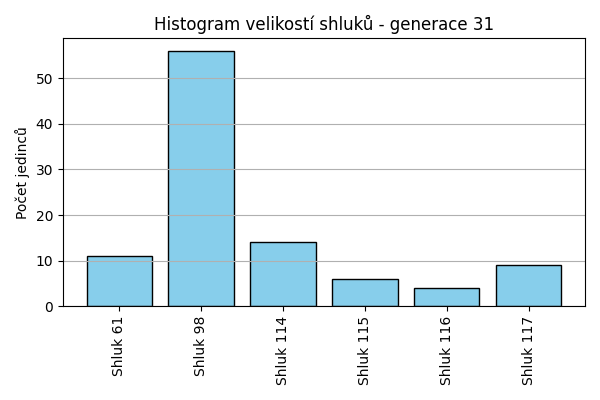 Histogram velikostí shluků - generace 31
Počet jedinců
50
40
30
20
10
0
Shluk 61
Shluk 98
Shluk 114
Shluk 115
Shluk 116
Shluk 117